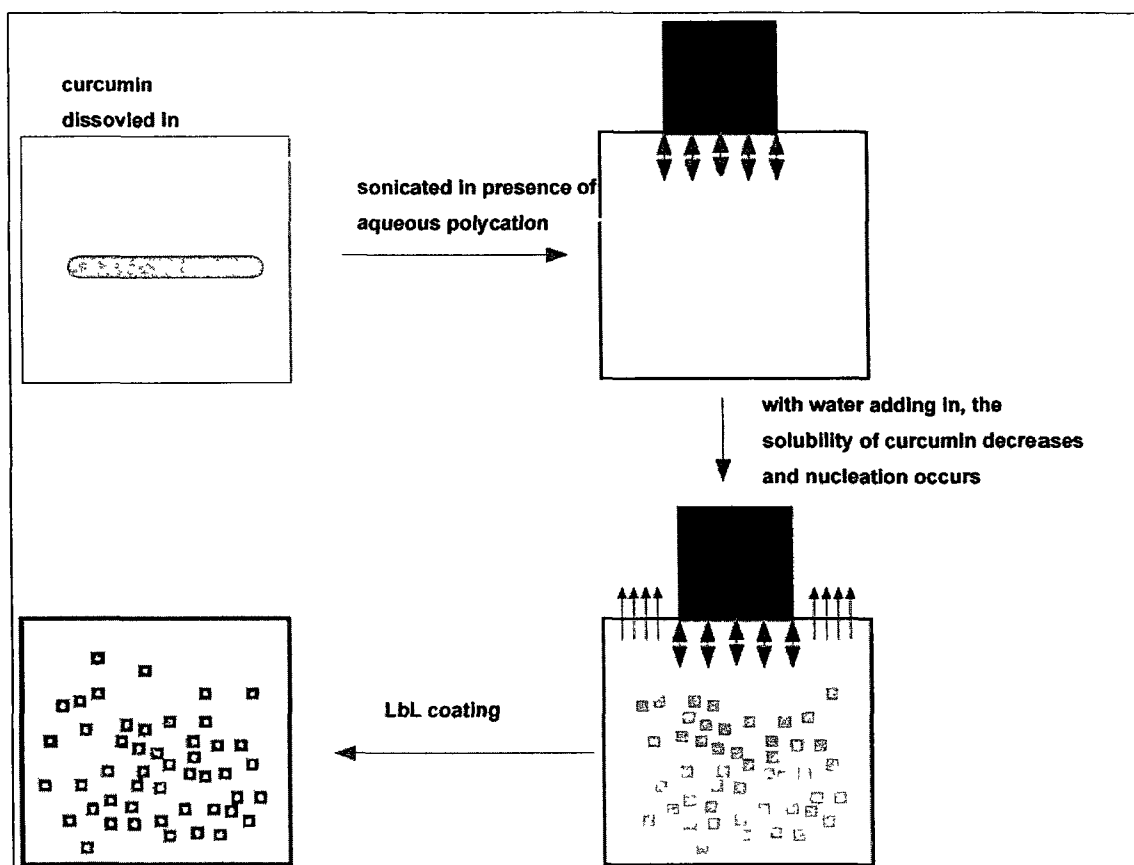 curcumin
dissovled in
sonicated in presence of
aqueous polycation
with water adding in, the
solubility of curcumin decreases
and nucleation occurs
LbL coating